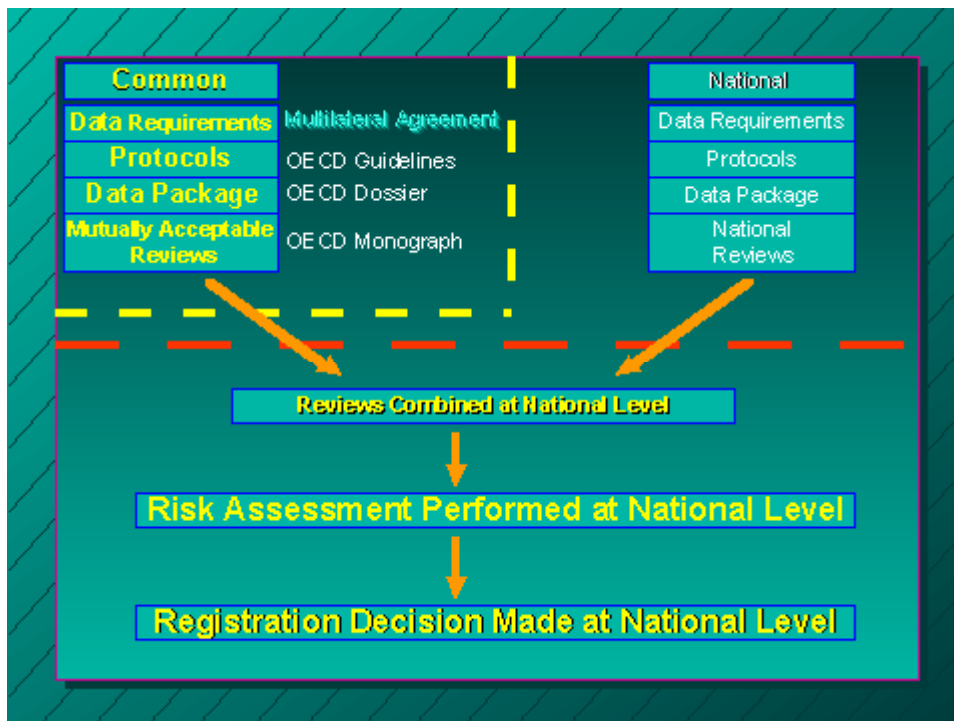 Common
Data Requirements
Protocols
Data Package
Mutually Acceptable
Reviews
Multilateral Agreement
OECD Guidelines
OECD Dossier
OECD Monograph
National
Data Requirements
Protocols
Data Package
National
Reviews
Reviews Combined at National Level
Risk Assessment Performed at National Level
Registration Decision Made at National Level